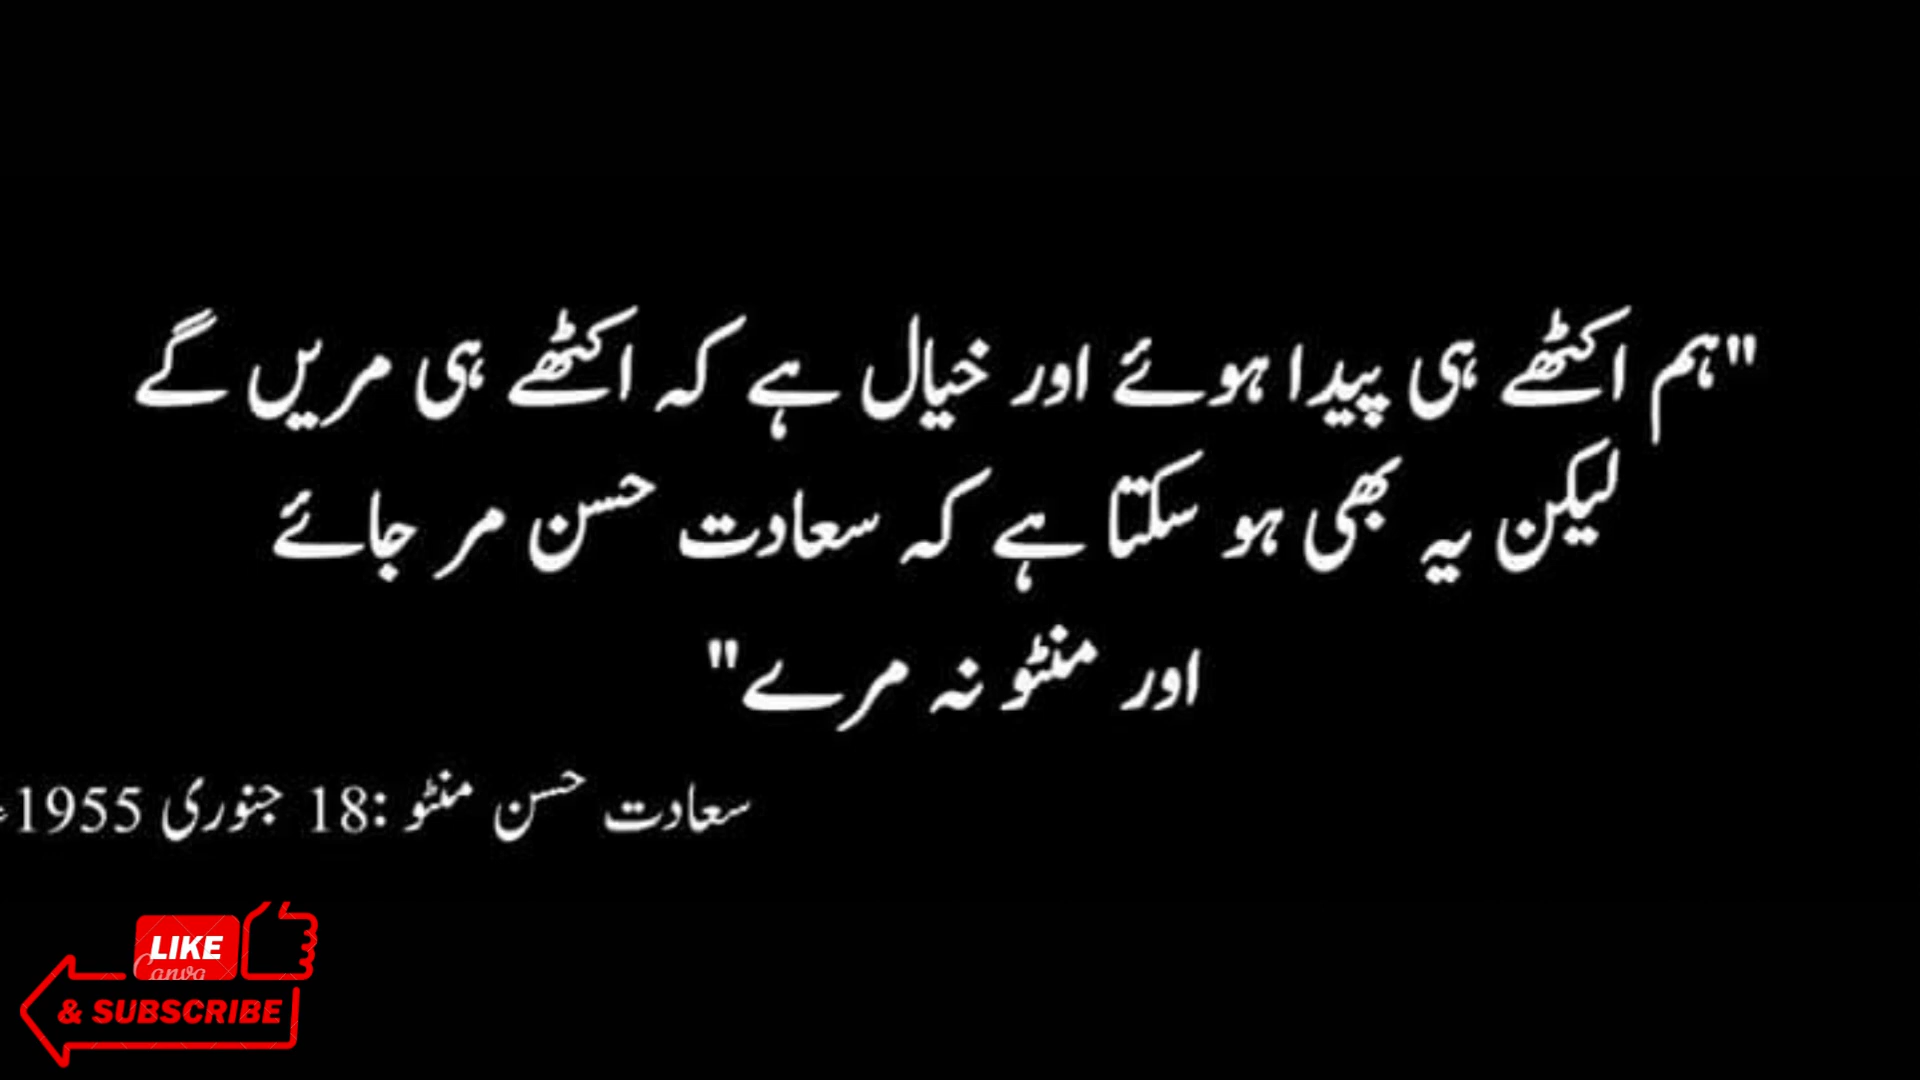 "ہم اکٹھے ہی پیدا ہوئے اور خیال ہے کہ اکٹھے ہی مریں گے
لیکن یہ بھی ہو سکتا ہے کہ سعادت حسن مر جائے
اور منٹو نہ مرے"
سعادت حسن منٹو :18 جنوری 1955ء
LIKE
Canva
& SUBSCRIBE